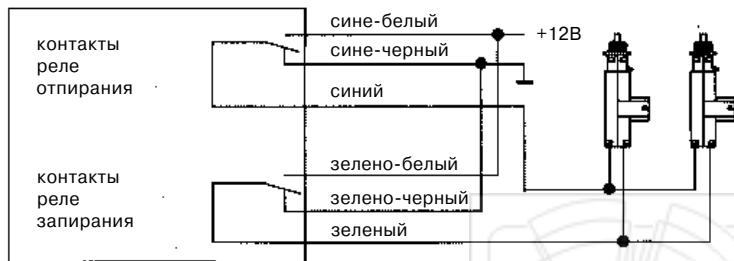 сине-белый
+12В
контакты
реле
отпирания
сине-черный
синий
зелено-белый
контакты
реле
запирания
зелено-черный
зеленый